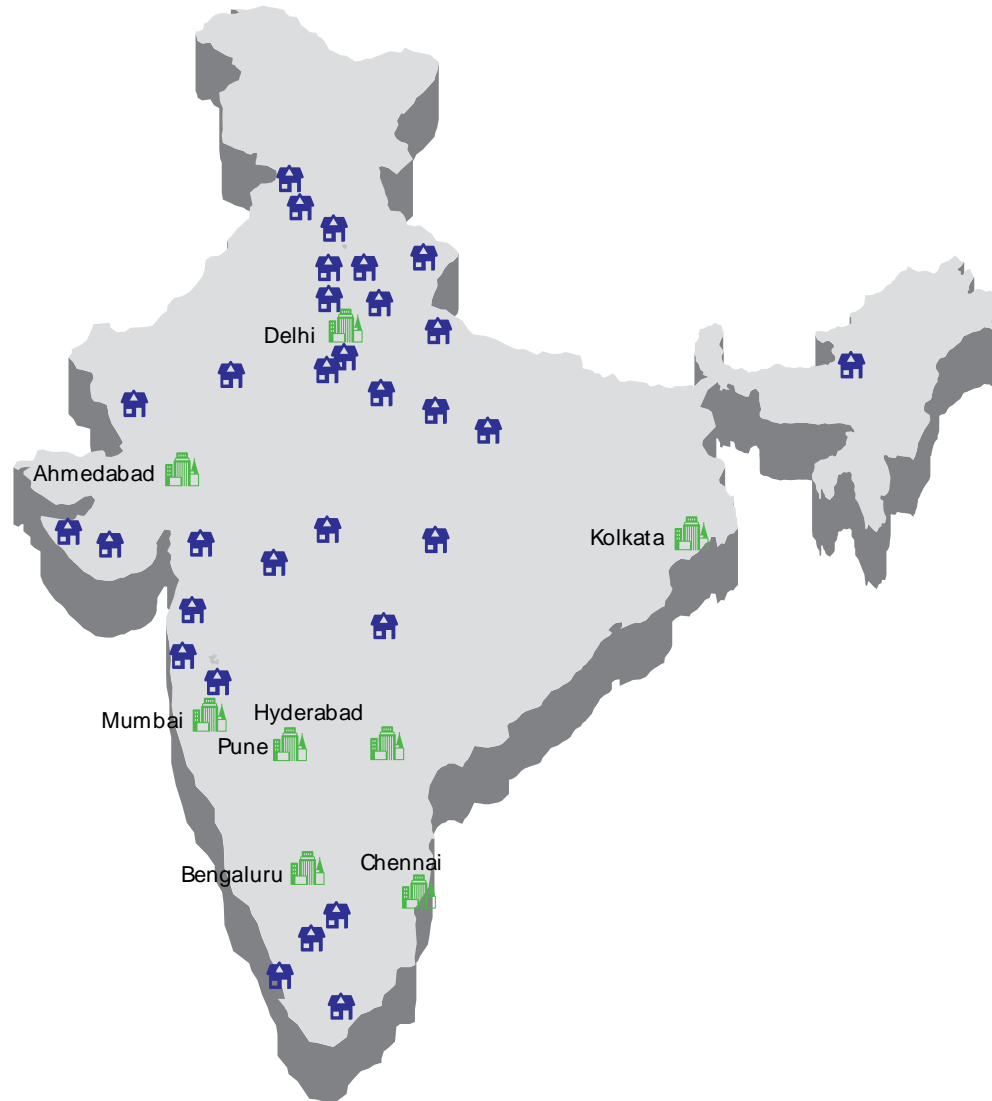 Delhi
Ahmedabad
Kolkata
Hyderabad
Mumbai
Pune
Chennai
Bengaluru